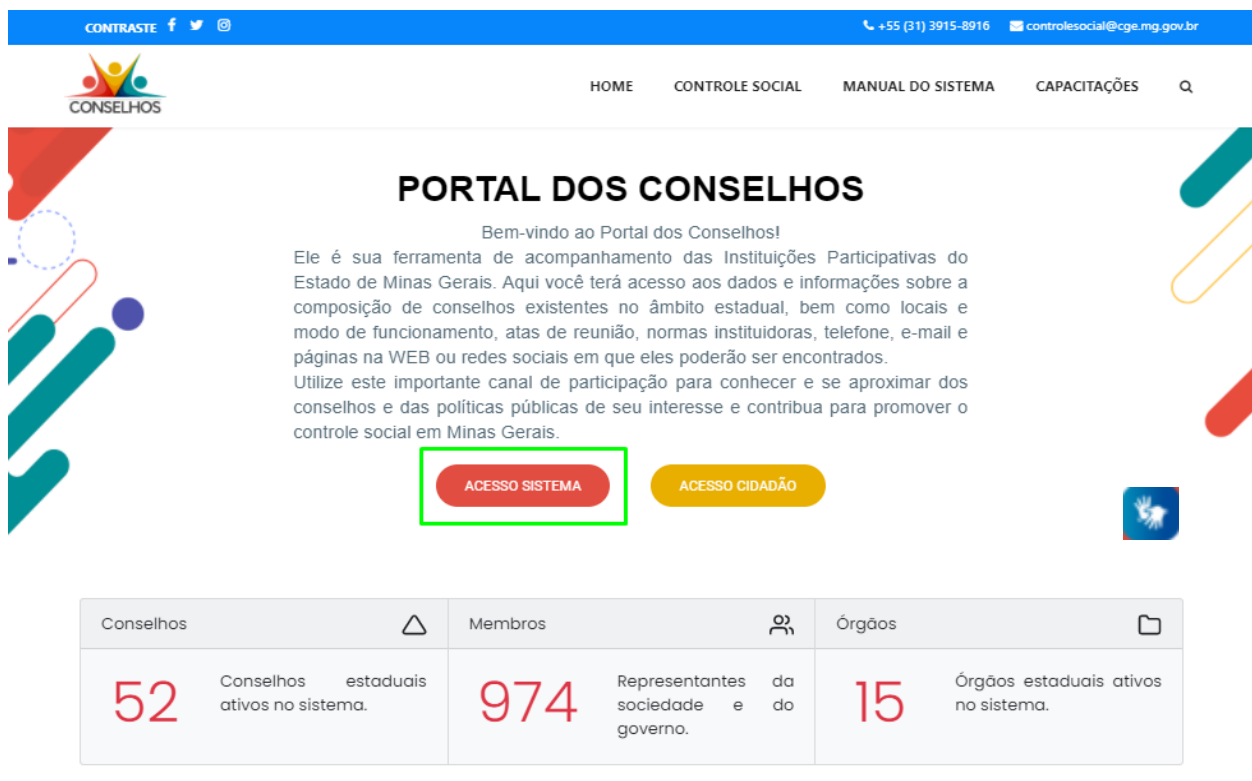 CONTRASTE
+55 (31) 3915-8916 controlesocial@cge.mg.gov.br
CONSELHOS
HOME CONTROLE SOCIAL MANUAL DO SISTEMA CAPACITAÇÕES
PORTAL DOS CONSELHOS
Bem-vindo ao Portal dos Conselhos!
Ele é sua ferramenta de acompanhamento das Instituições Participativas do
Estado de Minas Gerais. Aqui você terá acesso aos dados e informações sobre a
composição de conselhos existentes no âmbito estadual, bem como locais e
modo de funcionamento, atas de reunião, normas instituidoras, telefone, e-mail e
páginas na WEB ou redes sociais em que eles poderão ser encontrados.
Utilize este importante canal de participação para conhecer e se aproximar dos
conselhos e das políticas públicas de seu interesse e contribua para promover o
controle social em Minas Gerais.
ACESSO SISTEMA ACESSO CIDADÃO
Conselhos
52
Conselhos estaduais
ativos no sistema.
Membros
974
Representantes da
sociedade e do
governo.
Órgãos
15
Órgãos estaduais ativos
no sistema.